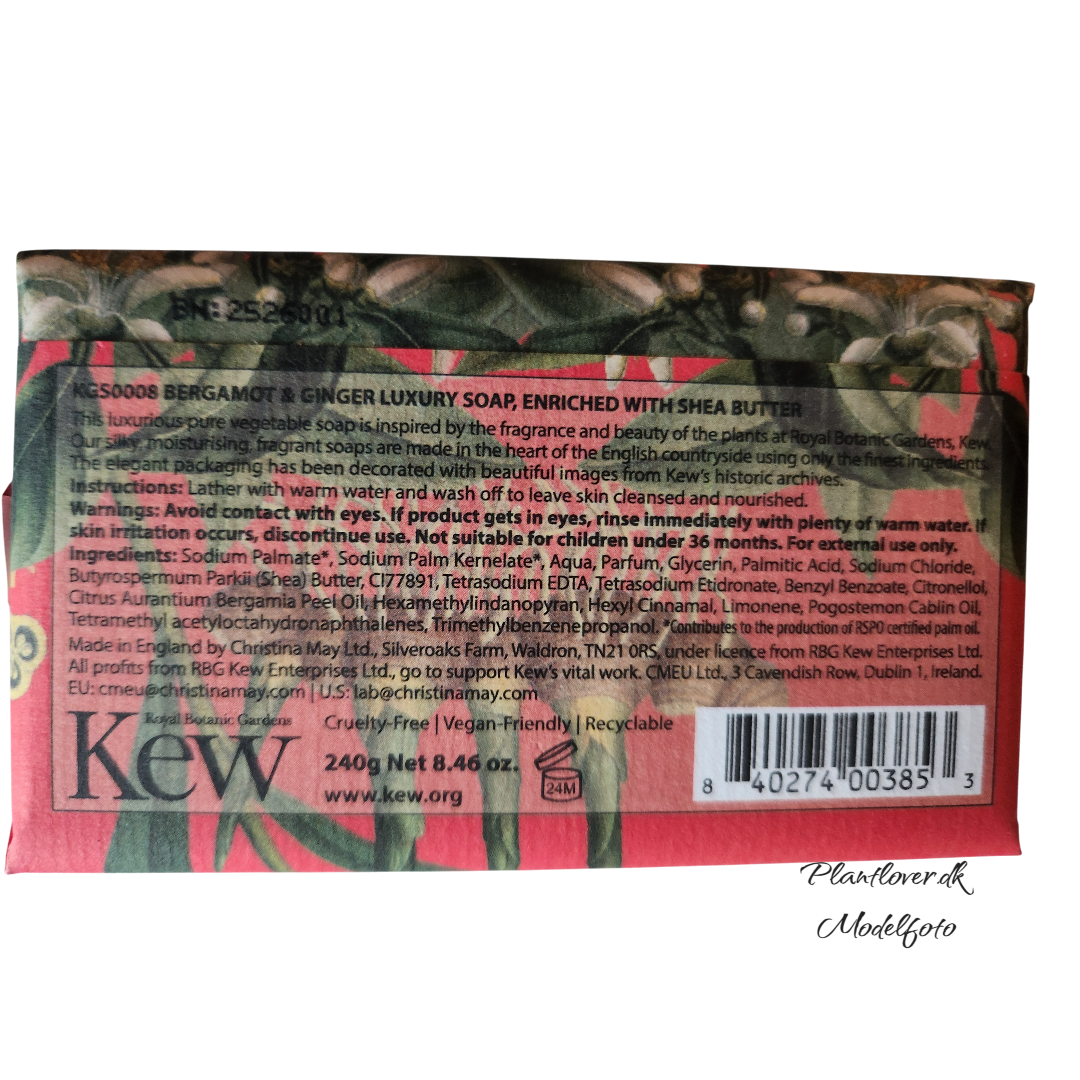 BN: 2526001
KGS0008 BERGAMOT & GINGER LUXURY SOAP, ENRICHED WITH SHEA BUTTER
This luxurious pure vegetable soap is inspired by the fragrance and beauty of the plants at Royal Botanic Gardens, Kew.
Our silky, moisturising, fragrant soaps are made in the heart of the English countryside using only the finest ingredients.
The elegant packaging has been decorated with beautiful images from Kew's historic archives.
Instructions: Lather with warm water and wash off to leave skin cleansed and nourished.
Warnings: Avoid contact with eyes. If product gets in eyes, rinse immediately with plenty of warm water. If
skin irritation occurs, discontinue use. Not suitable for children under 36 months. For external use only.
Ingredients: Sodium Palmate*, Sodium Palm Kernelate*, Aqua, Parfum, Glycerin, Palmitic Acid, Sodium Chloride,
Butyrospermum Parkii (Shea) Butter, CI77891, Tetrasodium EDTA, Tetrasodium Etidronate, Benzyl Benzoate, Citronellol,
Citrus Aurantium Bergamia Peel Oil, Hexamethylindanopyran, Hexyl Cinnamal, Limonene, Pogostemon Cablin Oil,
Tetramethyl acetyloctahydronaphthalenes, Trimethylbenzenepropanol. *Contributes to the production of RSPO certified palm oil.
Made in England by Christina May Ltd., Silveroaks Farm, Waldron, TN21 0RS, under licence from RBG Kew Enterprises Ltd.
All profits from RBG Kew Enterprises Ltd., go to support Kew's vital work. CMEU Ltd., 3 Cavendish Row, Dublin 1, Ireland.
EU: cmeu@christinamay.com | U.S: lab@christinamay.com
Royal Botanic Gardens
Kew
Cruelty-Free | Vegan-Friendly | Recyclable
240g Net 8.46 oz.
www.kew.org
24M
8 40274 00385 3
Plantlover.dk
Modelfoto